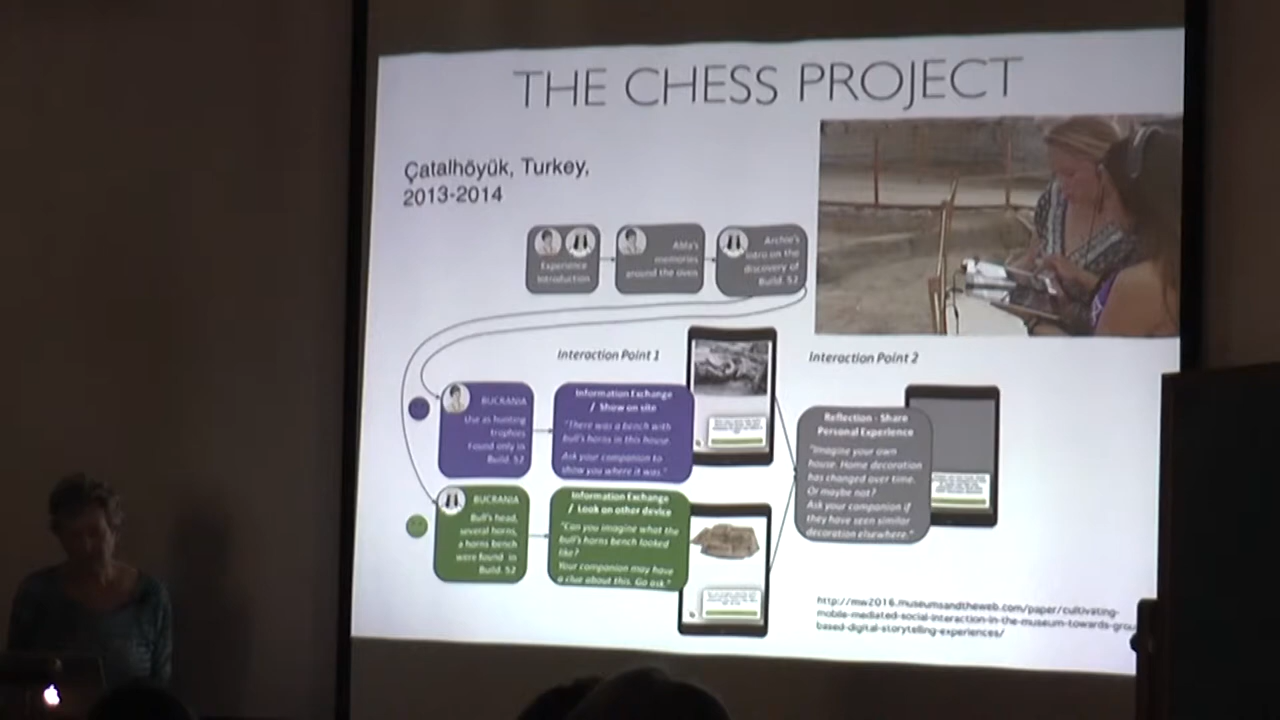 THE CHESS PROJECT
Çatalhöyük, Turkey,
2013-2014
Experience
Introduction
Abla's
memories
around the oven
Archie's
intro on the
discovery of
Build. 52
Interaction Point 1
Interaction Point 2
BUCRANIA
Use as hunting
trophies
Found only in
Build. 52
Information Exchange
/ Show on site
"There was a bench with
bull's horns in this house.
Ask your companion to
show you where it was."
BUCRANIA
Bull's head,
several horns,
a horns bench
were found in
Build. 52
Information Exchange
/ Look on other device
"Can you imagine what the
bull's horns bench looked
like?
Your companion may have
a clue about this. Go ask."
Reflection - Share
Personal Experience
"Imagine your own
house. Home decoration
has changed over time.
Or maybe not?
Ask your companion if
they have seen similar
decoration elsewhere."
http://mw2016.museumsandtheweb.com/paper/cultivating-
mobile-mediated-social-interaction-in-the-museum-towards-grou
based-digital-storytelling-experiences/